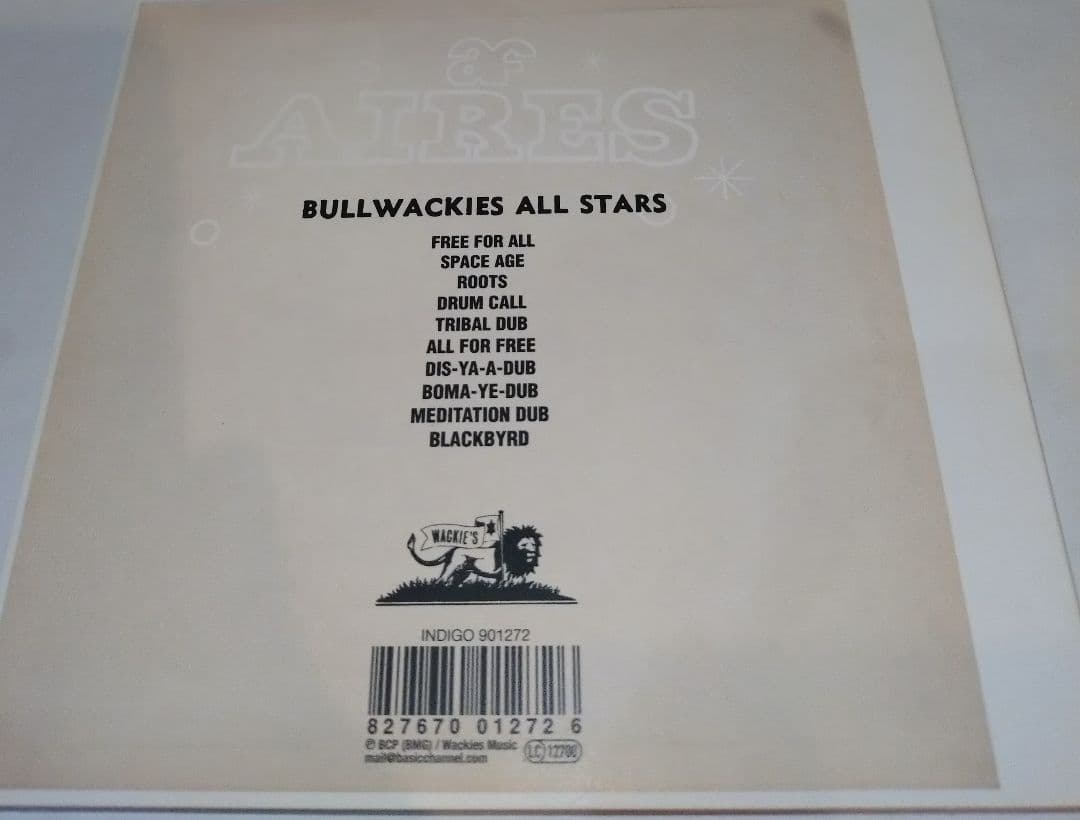 AIRES
BULLWACKIES ALL STARS
FREE FOR ALL
SPACE AGE
ROOTS
DRUM CALL
TRIBAL DUB
ALL FOR FREE
DIS-YA-A-DUB
BOMA-YE-DUB
MEDITATION DUB
BLACKBYRD
WACKIE'S
INDIGO 901272
827670 01272 6
℗ BCP (BMG) / Wackies Music
mail@basicchannel.com
LC 12700